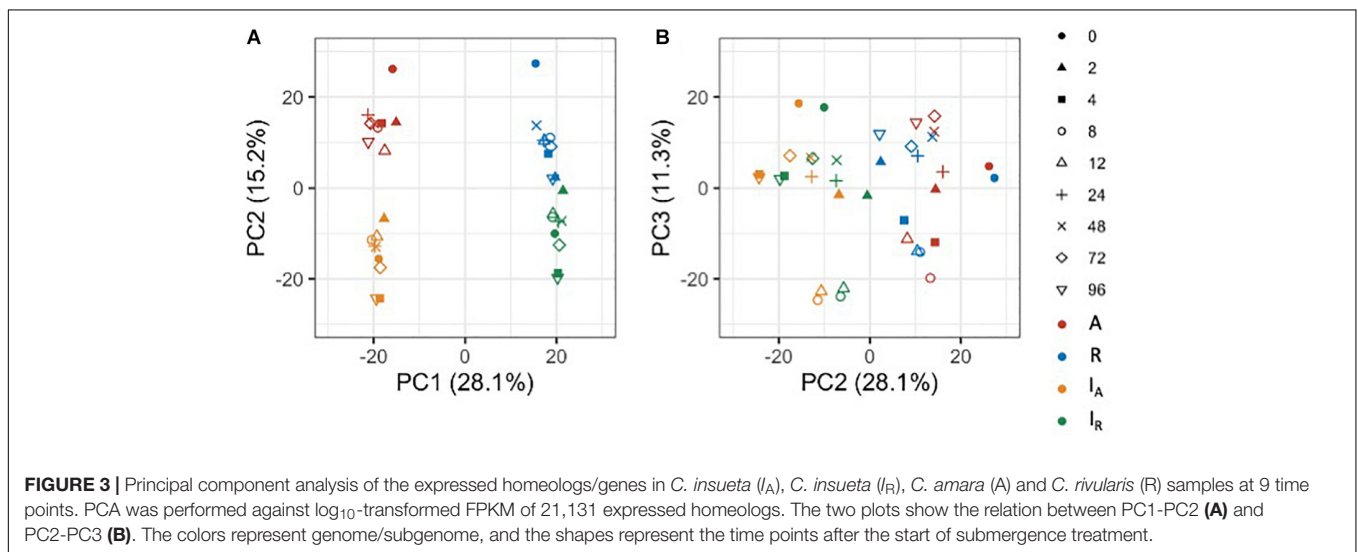 A
B
20
0
-20
PC2 (15.2%)
-20
0
20
PC1 (28.1%)
20
0
-20
PC3 (11.3%)
-20
0
20
PC2 (28.1%)
0
2
4
8
12
24
48
72
96
A
R
IA
IR
FIGURE 3 | Principal component analysis of the expressed homeologs/genes in C. insueta (IA), C. insueta (IR), C. amara (A) and C. rivularis (R) samples at 9 time
points. PCA was performed against log10-transformed FPKM of 21,131 expressed homeologs. The two plots show the relation between PC1-PC2 (A) and
PC2-PC3 (B). The colors represent genome/subgenome, and the shapes represent the time points after the start of submergence treatment.